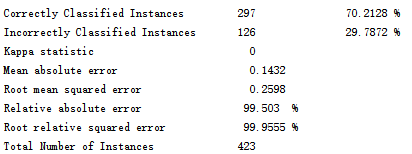 Correctly Classified Instances 297 70.2128 %
Incorrectly Classified Instances 126 29.7872 %
Kappa statistic 0
Mean absolute error 0.1432
Root mean squared error 0.2598
Relative absolute error 99.503 %
Root relative squared error 99.9555 %
Total Number of Instances 423